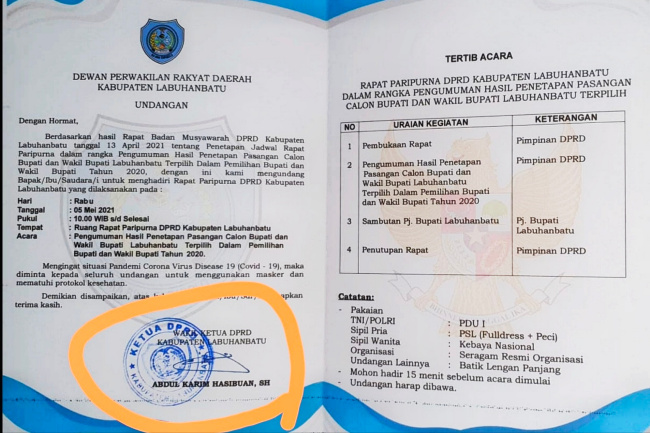 DEWAN PERWAKILAN RAKYAT DAERAH
KABUPATEN LABUHANBATU
UNDANGAN
Dengan Hormat,
Berdasarkan hasil Rapat Badan Musyawarah DPRD Kabupaten
Labuhanbatu tanggal 13 April 2021 tentang Penetapan Jadwal Rapat
Paripurna dalam rangka Pengumuman Hasil Penetapan Pasangan Calon
Bupati dan Wakil Bupati Labuhanbatu Terpilih Dalam Pemilihan Bupati dan
Wakil Bupati Tahun 2020, dengan ini kami mengundang
Bapak/Ibu/Saudara/i untuk menghadiri Rapat Paripurna DPRD Kabupaten
Labuhanbatu yang dilaksanakan pada :
Hari : Rabu
Tanggal : 05 Mei 2021
Pukul : 10.00 WIB s/d Selesai
Tempat : Ruang Rapat Paripurna DPRD Kabupaten Labuhanbatu
Acara : Pengumuman Hasil Penetapan Pasangan Calon Bupati dan
Wakil Bupati Labuhanbatu Terpilih Dalam Pemilihan
Bupati dan Wakil Bupati Tahun 2020.
Mengingat situasi Pandemi Corona Virus Disease 19 (Covid - 19), maka
diminta kepada seluruh undangan untuk menggunakan masker dan
mematuhi protokol kesehatan.
Demikian disampaikan, atas
terima kasih.
WAKIL KETUA DPRD
KABUPATEN LABUHANBATU
KETUA DPRD
ABDUL KARIM HASIBUAN, SH
TERTIB ACARA
RAPAT PARIPURNA DPRD KABUPATEN LABUHANBATU
DALAM RANGKA PENGUMUMAN HASIL PENETAPAN PASANGAN
CALON BUPATI DAN WAKIL BUPATI LABUHANBATU TERPILIH
NO URAIAN KEGIATAN KETERANGAN
1 Pembukaan Rapat Pimpinan DPRD
2 Pengumuman Hasil Penetapan Pimpinan DPRD
Pasangan Calon Bupati dan
Wakil Bupati Labuhanbatu
Terpilih Dalam Pemilihan Bupati
dan Wakil Bupati Tahun 2020
3 Sambutan Pj. Bupati Labuhanbatu Pj. Bupati
Labuhanbatu
4 Penutupan Rapat Pimpinan DPRD
Catatan:
- Pakaian
TNI/POLRI : PDU I
Sipil Pria : PSL (Fulldress + Peci)
Sipil Wanita : Kebaya Nasional
Organisasi : Seragam Resmi Organisasi
Undangan Lainnya : Batik Lengan Panjang
- Mohon hadir 15 menit sebelum acara dimulai
- Undangan harap dibawa.